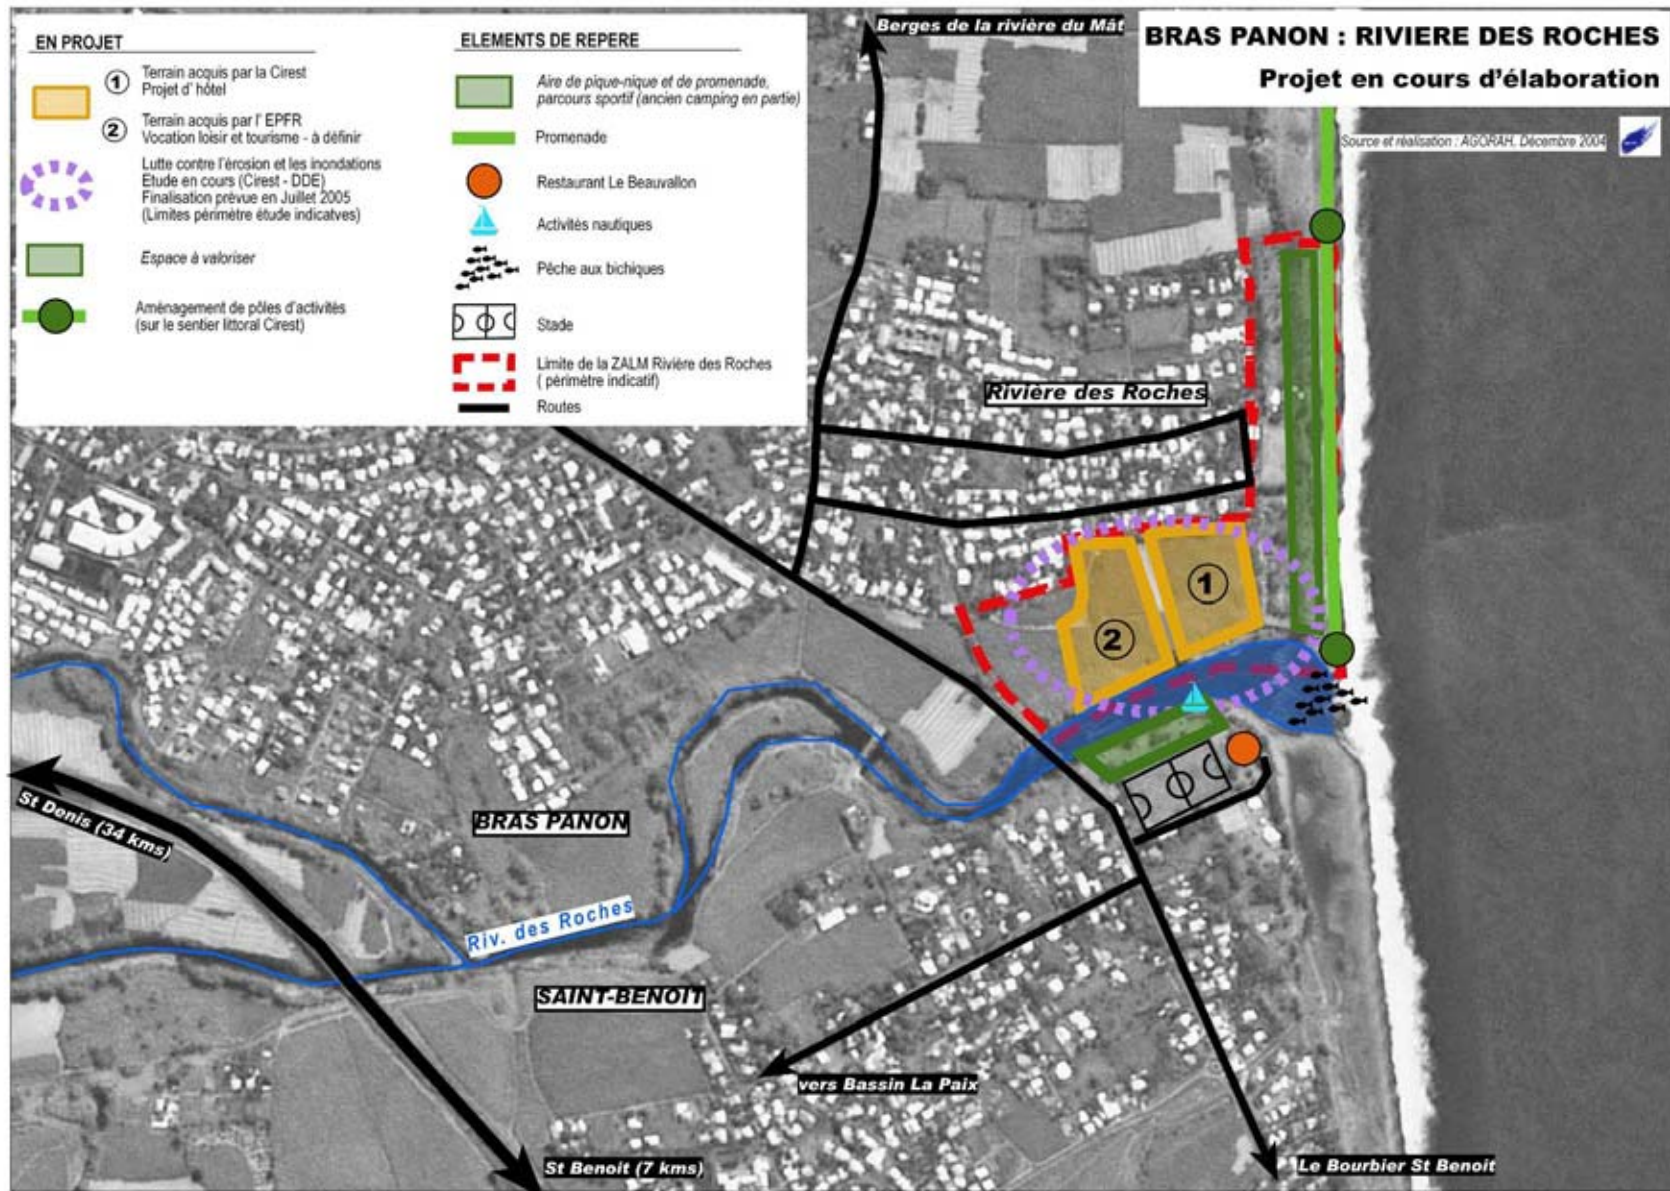 EN PROJET
1
Terrain acquis par la Cirest
Projet d' hôtel
2
Terrain acquis par l' EPFR
Vocation loisir et tourisme - à définir
Lutte contre l'érosion et les inondations
Etude en cours (Cirest - DDE)
Finalisation prévue en Juillet 2005
(Limites périmètre étude indicatves)
Espace à valoriser
Aménagement de pôles d'activités
(sur le sentier littoral Cirest)
ELEMENTS DE REPERE
Aire de pique-nique et de promenade,
parcours sportif (ancien camping en partie)
Promenade
Restaurant Le Beauvallon
Activités nautiques
Pêche aux bichiques
Stade
Limite de la ZALM Rivière des Roches
( périmètre indicatif)
Routes
Berges de la rivière du Mât
BRAS PANON : RIVIERE DES ROCHES
Projet en cours d'élaboration
Source et réalisation : AGORAH, Décembre 2004
Rivière des Roches
1
2
St Denis (34 kms)
BRAS PANON
Riv. des Roches
SAINT-BENOIT
vers Bassin La Paix
St Benoit (7 kms)
Le Bourbier St Benoit